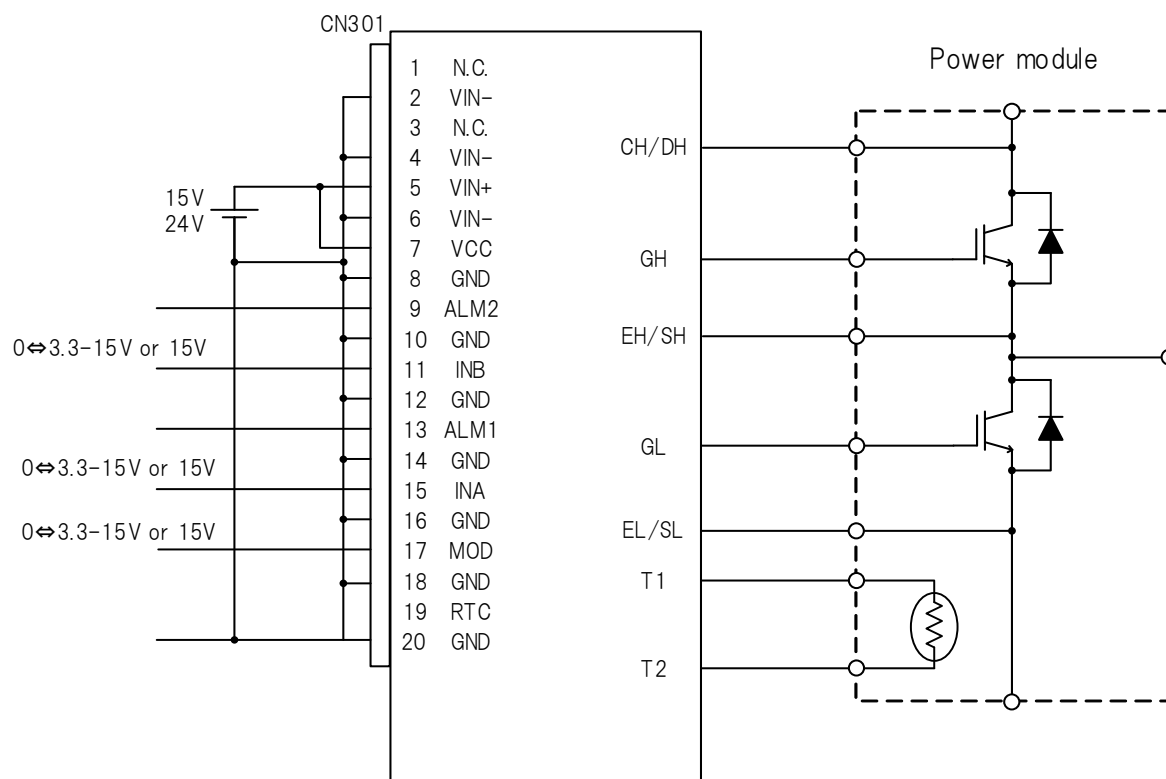 CN301
Power module
1 N.C.
2 VIN-
3 N.C.
4 VIN-
5 VIN+
6 VIN-
7 VCC
8 GND
9 ALM2
10 GND
11 INB
12 GND
13 ALM1
14 GND
15 INA
16 GND
17 MOD
18 GND
19 RTC
20 GND
15V
24V
0⇔3.3-15V or 15V
0⇔3.3-15V or 15V
0⇔3.3-15V or 15V
CH/DH
GH
EH/SH
GL
EL/SL
T1
T2